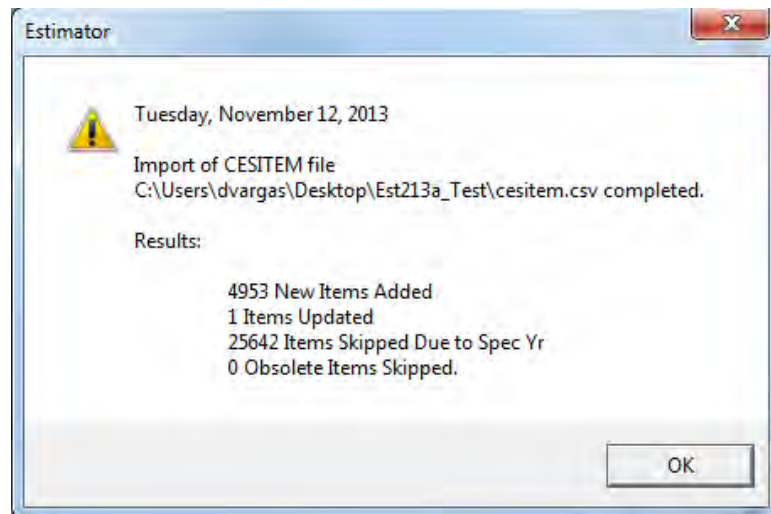 Estimator
Tuesday, November 12, 2013
Import of CESITEM file
C:\Users\dvargas\Desktop\Est213a_Test\cesitem.csv completed.
Results:
4953 New Items Added
1 Items Updated
25642 Items Skipped Due to Spec Yr
0 Obsolete Items Skipped.
OK